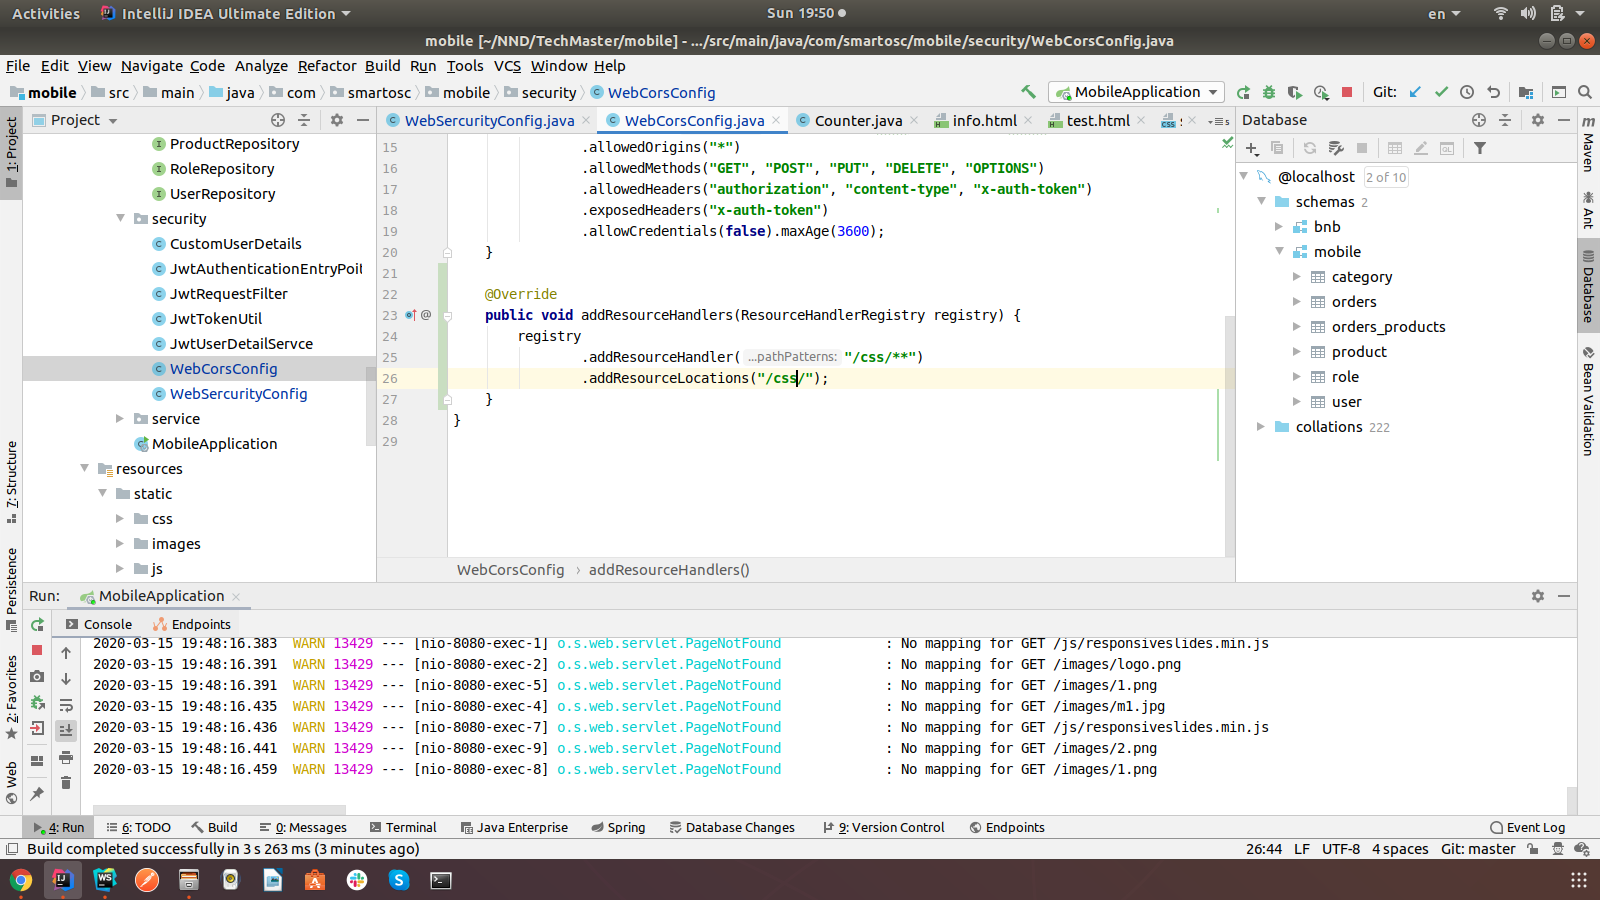 Activities
IntelliJ IDEA Ultimate Edition
Sun 19:50
en
mobile [~/NND/TechMaster/mobile] - .../src/main/java/com/smartosc/mobile/security/WebCorsConfig.java
File Edit View Navigate Code Analyze Refactor Build Run Tools VCS Window Help
mobile src main java com smartosc mobile security WebCorsConfig
MobileApplication
Git:
1: Project
7: Structure
Persistence
2: Favorites
Web
Project
ProductRepository
RoleRepository
UserRepository
security
CustomUserDetails
JwtAuthenticationEntryPoi
JwtRequestFilter
JwtTokenUtil
JwtUserDetailServce
WebCorsConfig
WebSercurityConfig
service
MobileApplication
resources
static
css
images
js
WebSercurityConfig.java WebCorsConfig.java Counter.java info.html test.html
15 .allowedOrigins("*")
16 .allowedMethods("GET", "POST", "PUT", "DELETE", "OPTIONS")
17 .allowedHeaders("authorization", "content-type", "x-auth-token")
18 .exposedHeaders("x-auth-token")
19 .allowCredentials(false).maxAge(3600);
20 }
21
22 @Override
23 public void addResourceHandlers(ResourceHandlerRegistry registry) {
24 registry
25 .addResourceHandler( ...pathPatterns: "/css/**")
26 .addResourceLocations("/css/");
27 }
28 }
29
WebCorsConfig › addResourceHandlers()
Database
@localhost 2 of 10
schemas 2
bnb
mobile
category
orders
orders_products
product
role
user
collations 222
Maven
Ant
Database
Bean Validation
Run: MobileApplication
Console Endpoints
2020-03-15 19:48:16.383 WARN 13429 --- [nio-8080-exec-1] o.s.web.servlet.PageNotFound : No mapping for GET /js/responsiveslides.min.js
2020-03-15 19:48:16.391 WARN 13429 --- [nio-8080-exec-2] o.s.web.servlet.PageNotFound : No mapping for GET /images/logo.png
2020-03-15 19:48:16.391 WARN 13429 --- [nio-8080-exec-5] o.s.web.servlet.PageNotFound : No mapping for GET /images/1.png
2020-03-15 19:48:16.435 WARN 13429 --- [nio-8080-exec-4] o.s.web.servlet.PageNotFound : No mapping for GET /images/m1.jpg
2020-03-15 19:48:16.436 WARN 13429 --- [nio-8080-exec-7] o.s.web.servlet.PageNotFound : No mapping for GET /js/responsiveslides.min.js
2020-03-15 19:48:16.441 WARN 13429 --- [nio-8080-exec-9] o.s.web.servlet.PageNotFound : No mapping for GET /images/2.png
2020-03-15 19:48:16.459 WARN 13429 --- [nio-8080-exec-8] o.s.web.servlet.PageNotFound : No mapping for GET /images/1.png
4: Run 6: TODO Build 0: Messages Terminal Java Enterprise Spring Database Changes 9: Version Control Endpoints Event Log
Build completed successfully in 3 s 263 ms (3 minutes ago)
26:44 LF UTF-8 4 spaces Git: master